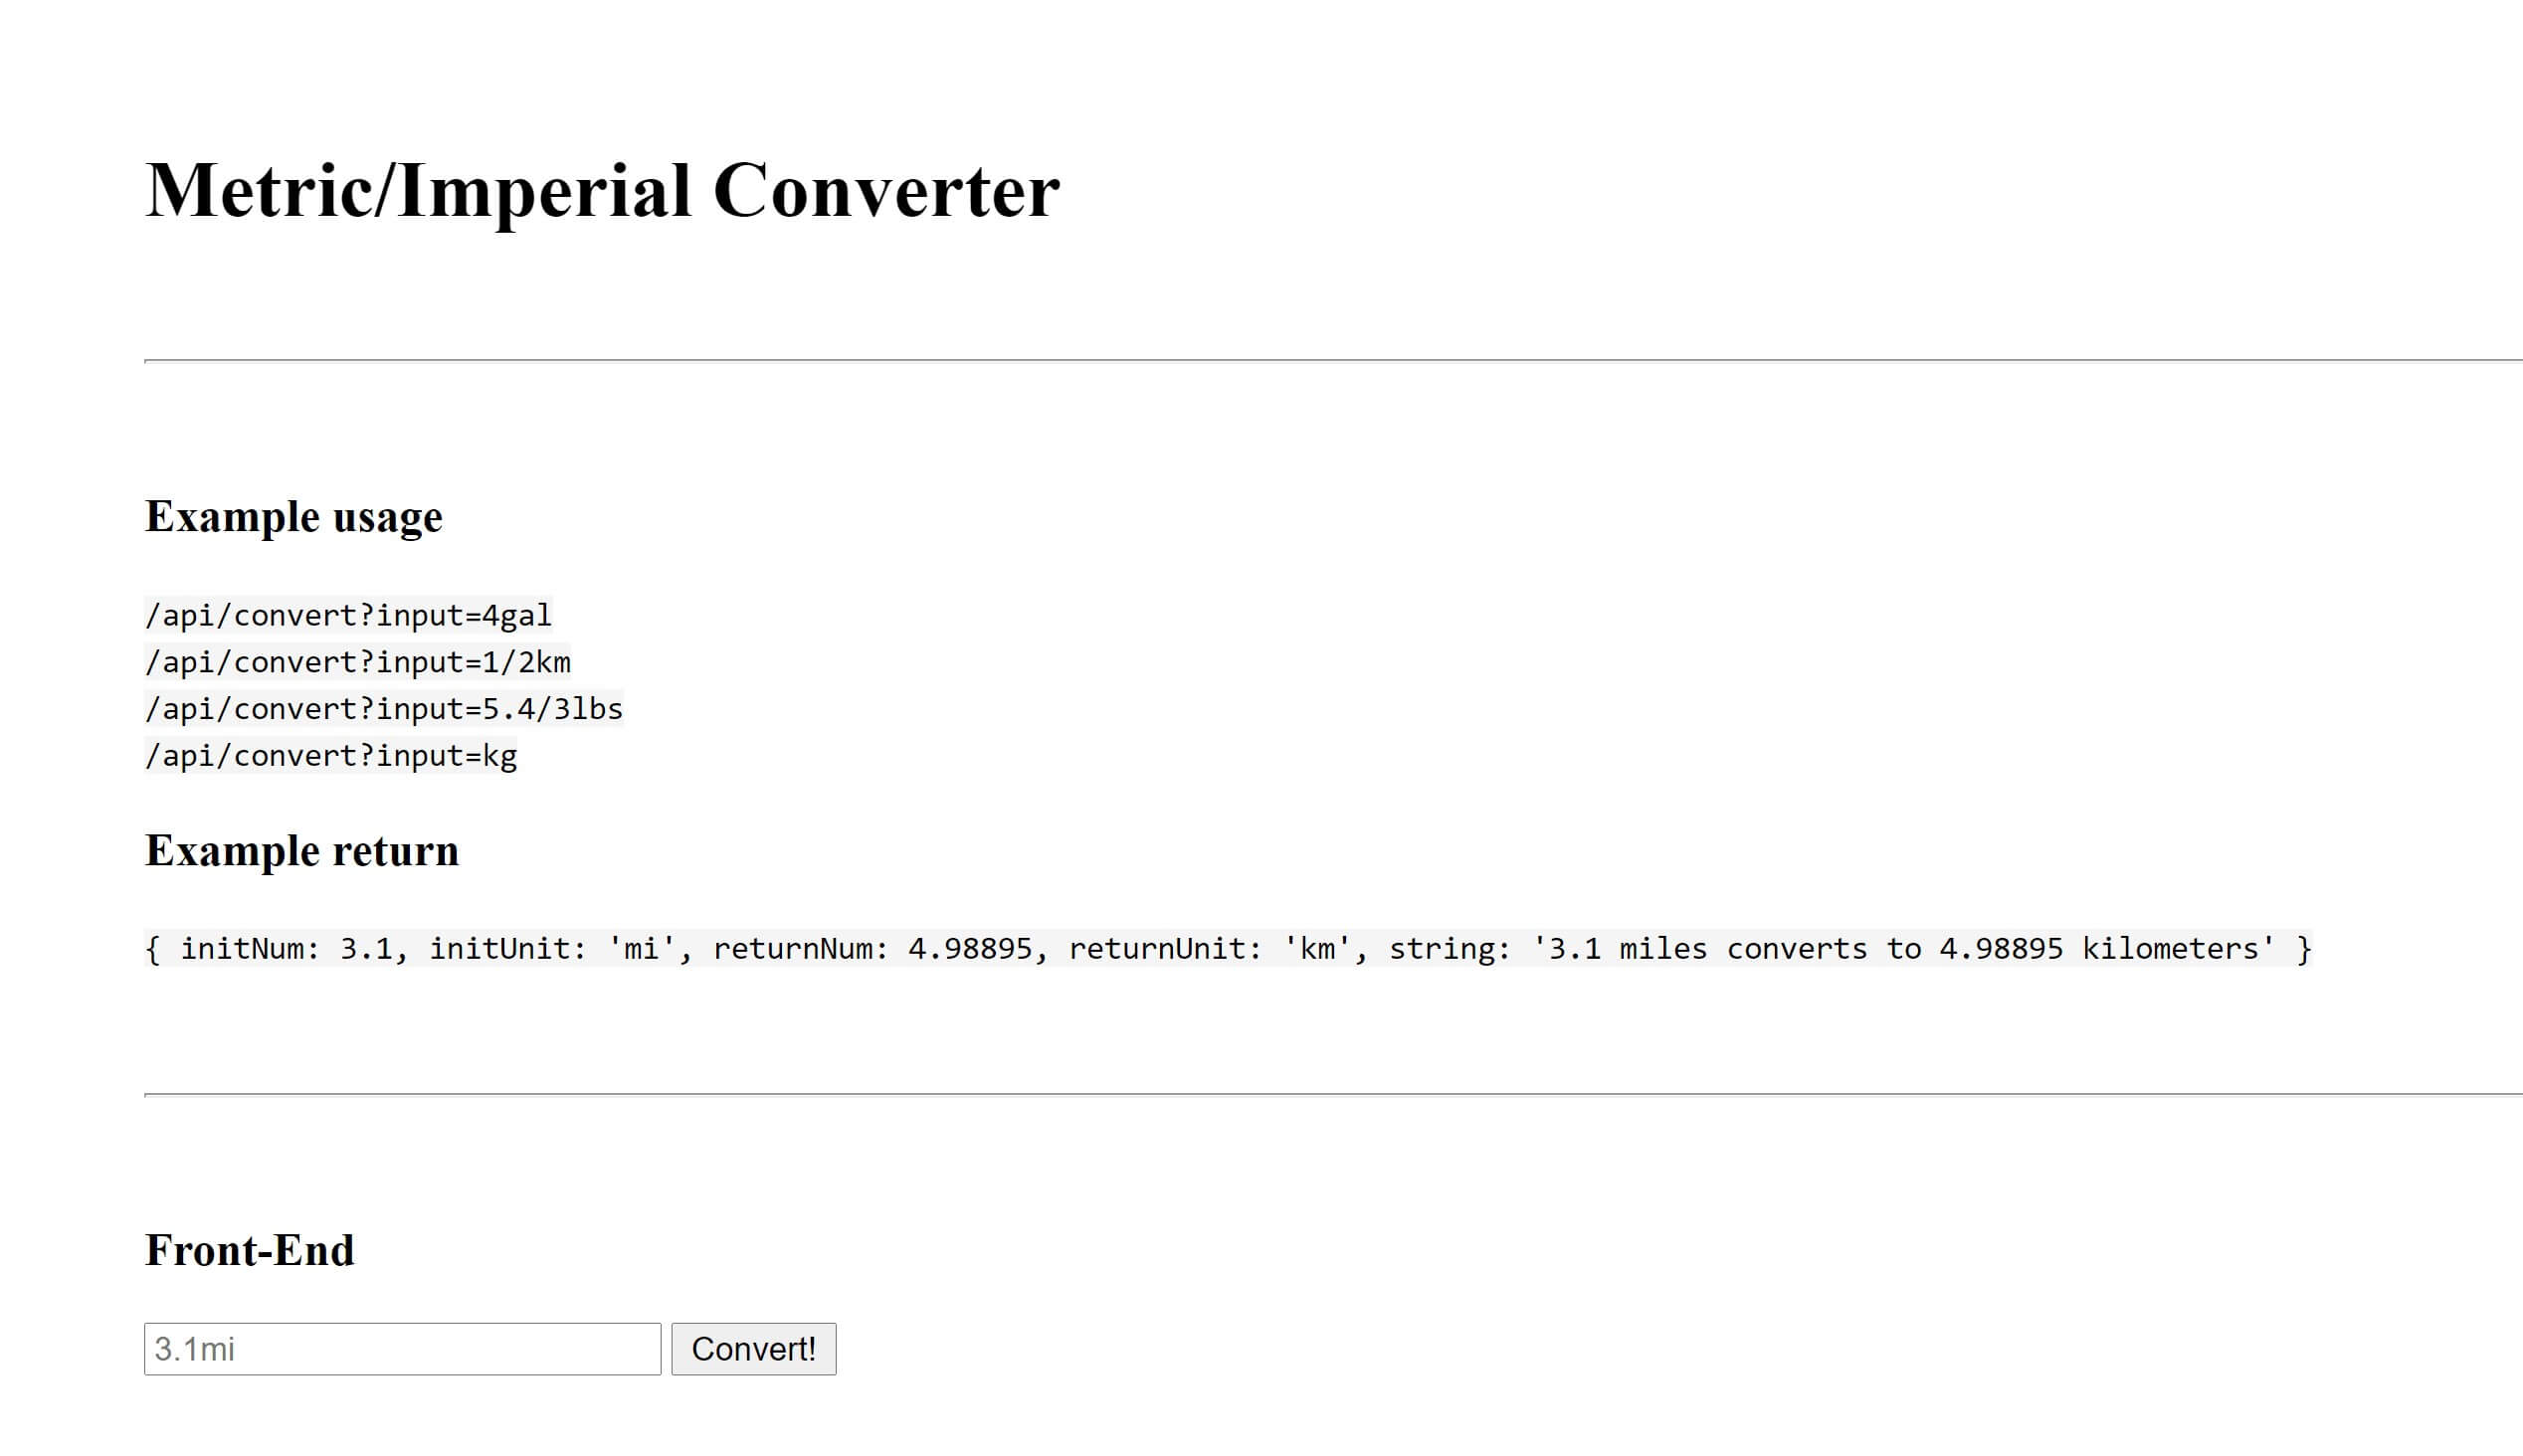 Metric/Imperial Converter
Example usage
/api/convert?input=4gal
/api/convert?input=1/2km
/api/convert?input=5.4/3lbs
/api/convert?input=kg
Example return
{ initNum: 3.1, initUnit: 'mi', returnNum: 4.98895, returnUnit: 'km', string: '3.1 miles converts to 4.98895 kilometers' }
Front-End
3.1mi Convert!